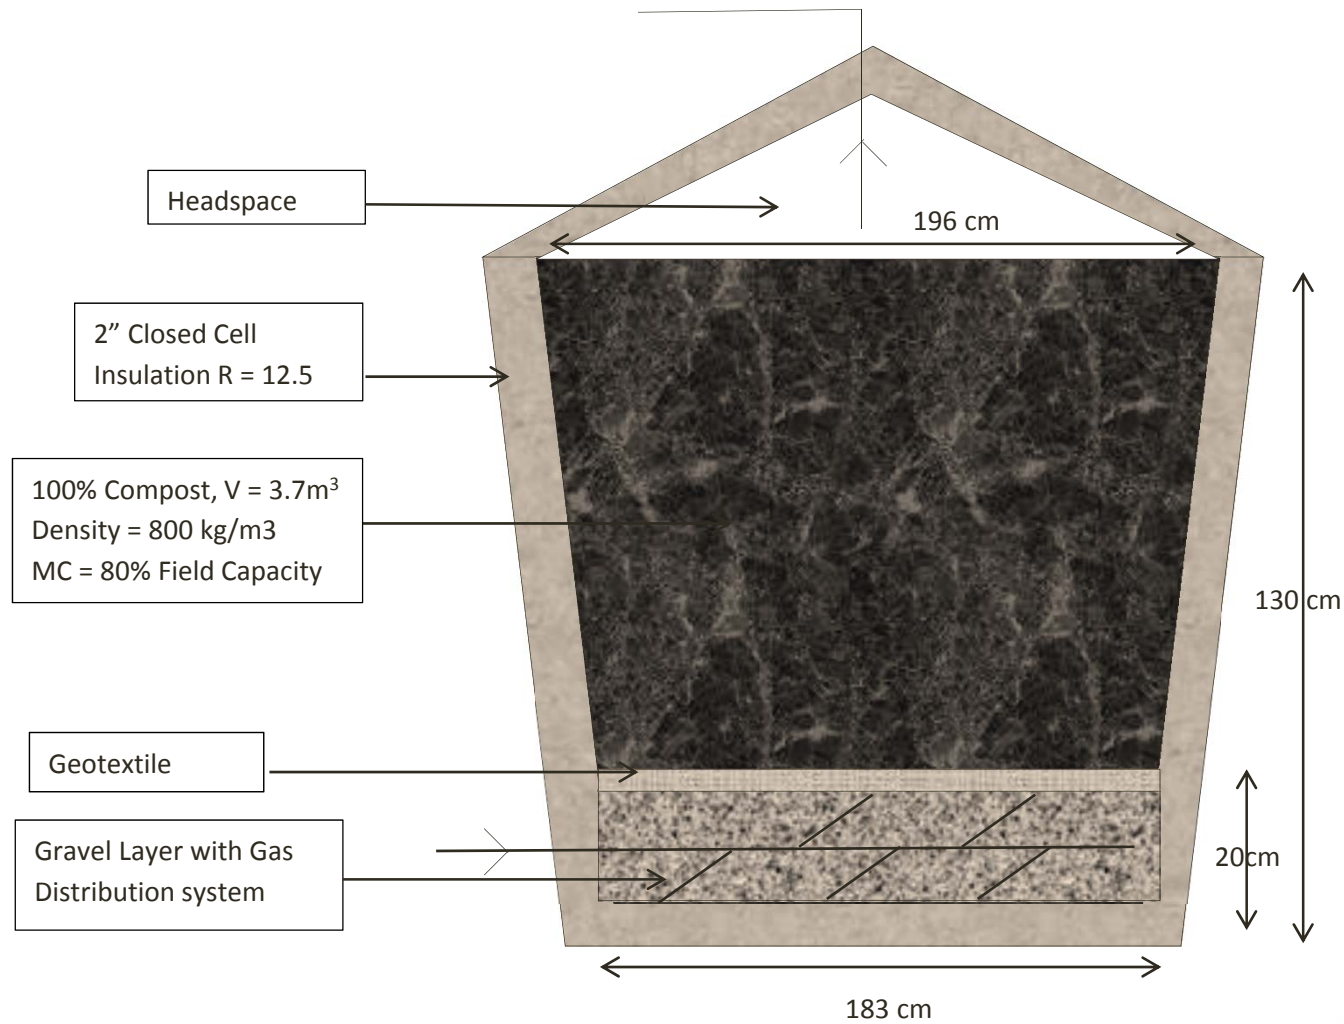 Headspace
196 cm
2” Closed Cell
Insulation R = 12.5
100% Compost, V = 3.7m³
Density = 800 kg/m3
MC = 80% Field Capacity
130 cm
Geotextile
Gravel Layer with Gas
Distribution system
20cm
183 cm